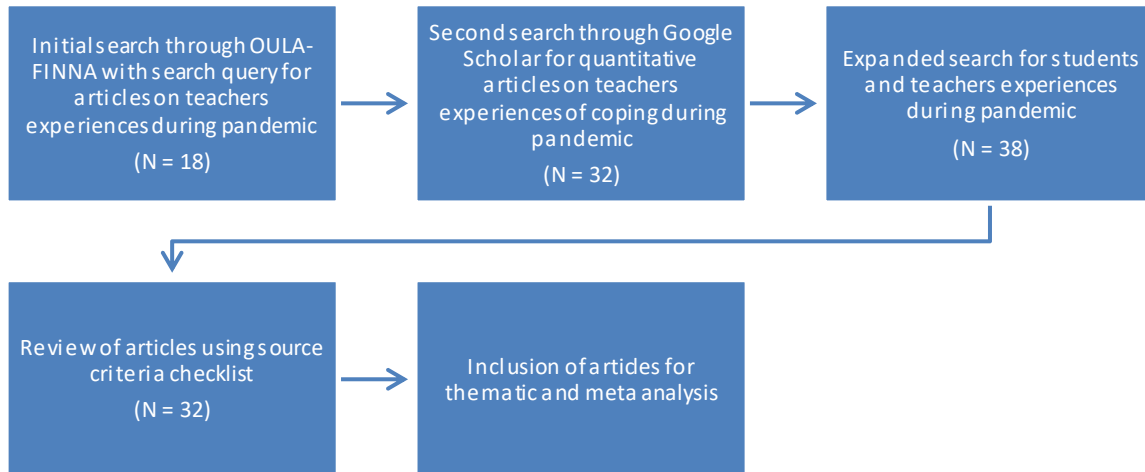 Initial search through OULA-
FINNA with search query for
articles on teachers
experiences during pandemic
(N = 18)
Second search through Google
Scholar for quantitative
articles on teachers
experiences of coping during
pandemic
(N = 32)
Expanded search for students
and teachers experiences
during pandemic
(N = 38)
Review of articles using source
criteria checklist
(N = 32)
Inclusion of articles for
thematic and meta analysis